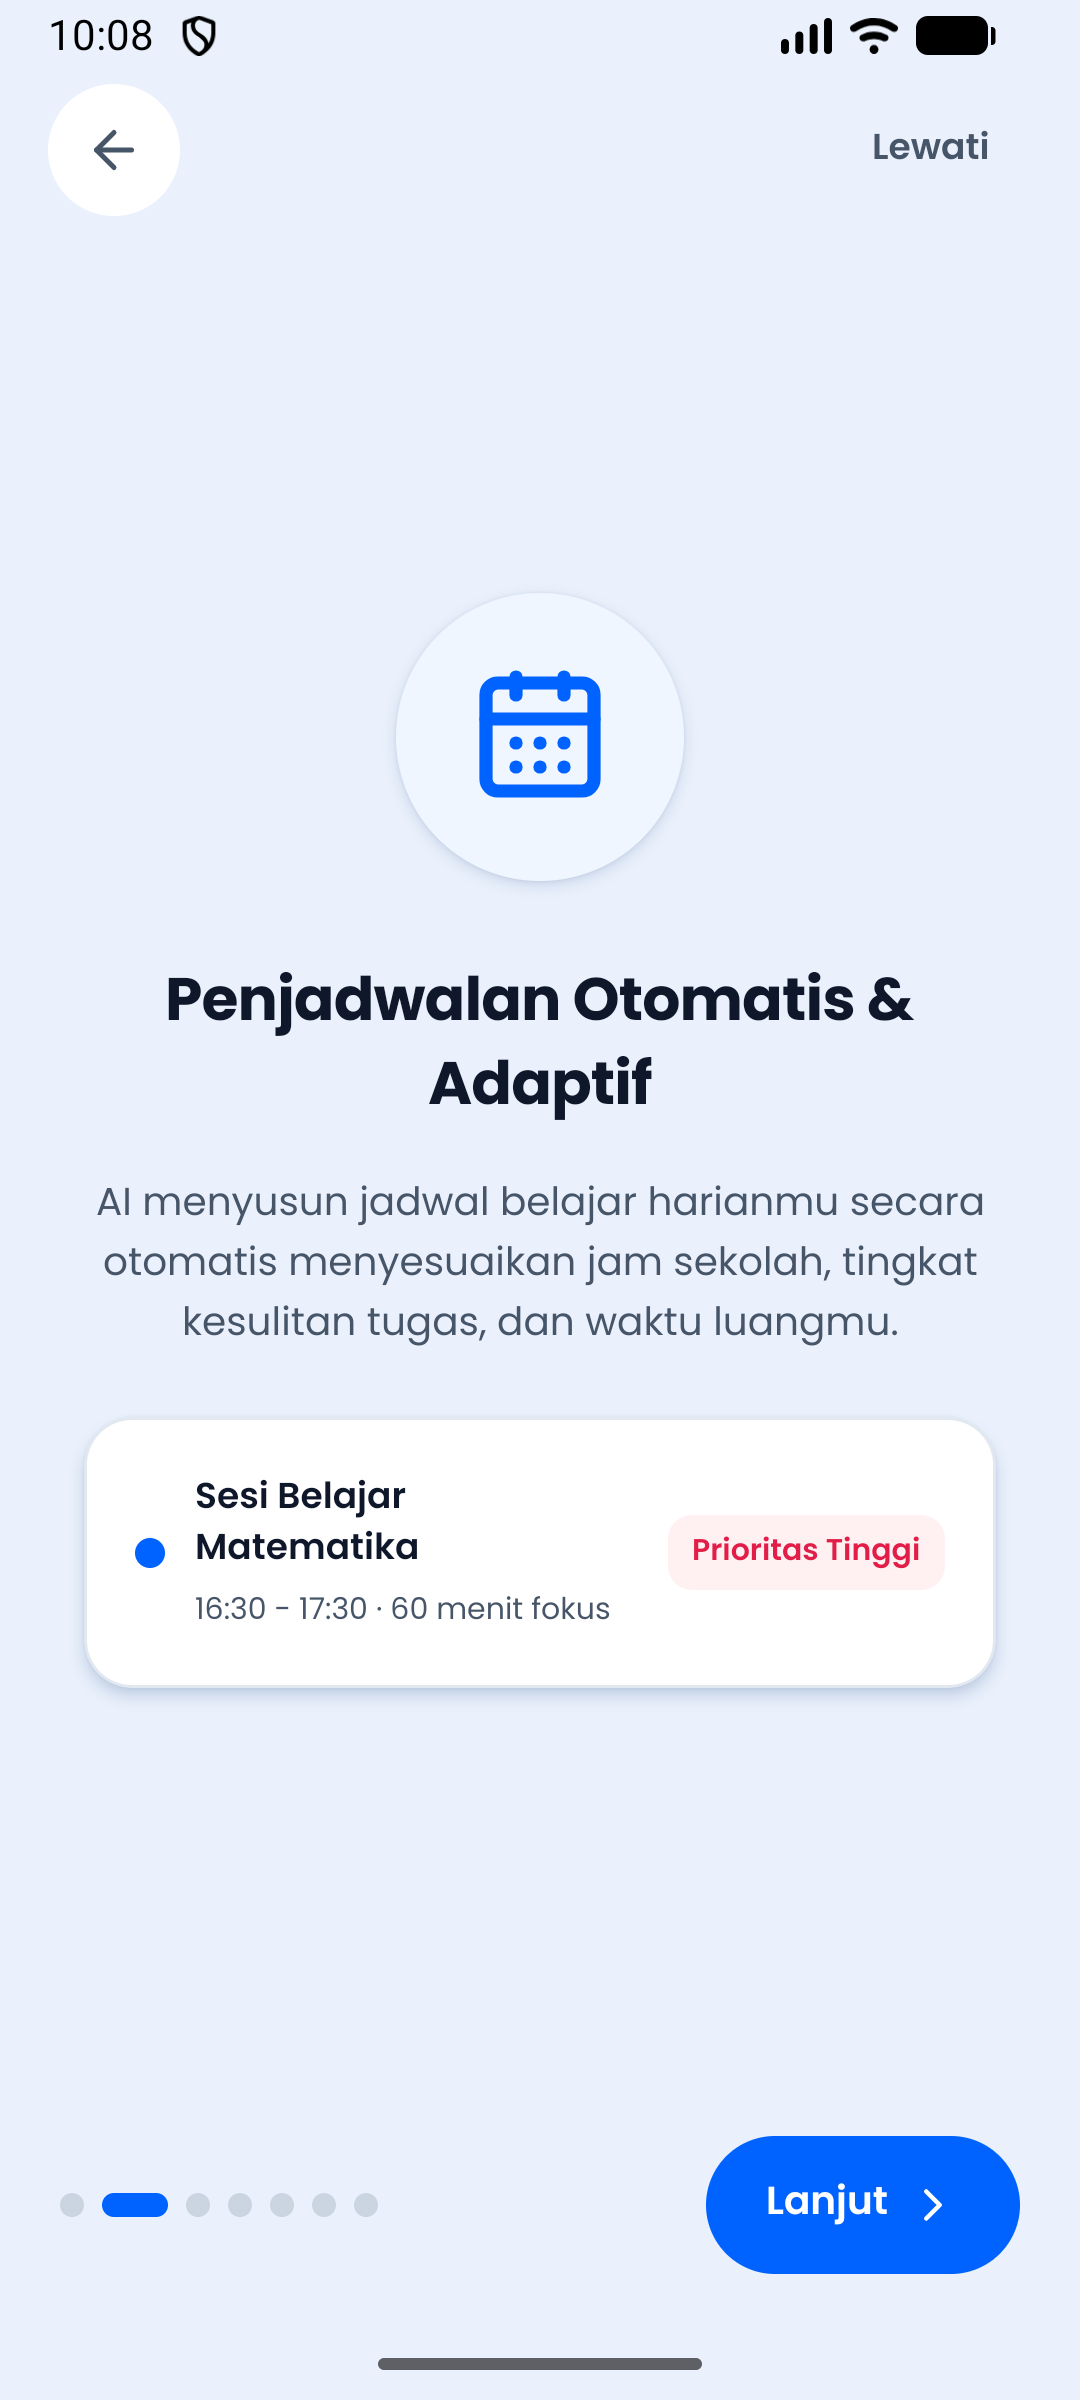 10:08
Lewati
Penjadwalan Otomatis &
Adaptif
AI menyusun jadwal belajar harianmu secara
otomatis menyesuaikan jam sekolah, tingkat
kesulitan tugas, dan waktu luangmu.
Sesi Belajar
Matematika
Prioritas Tinggi
16:30 - 17:30 · 60 menit fokus
Lanjut